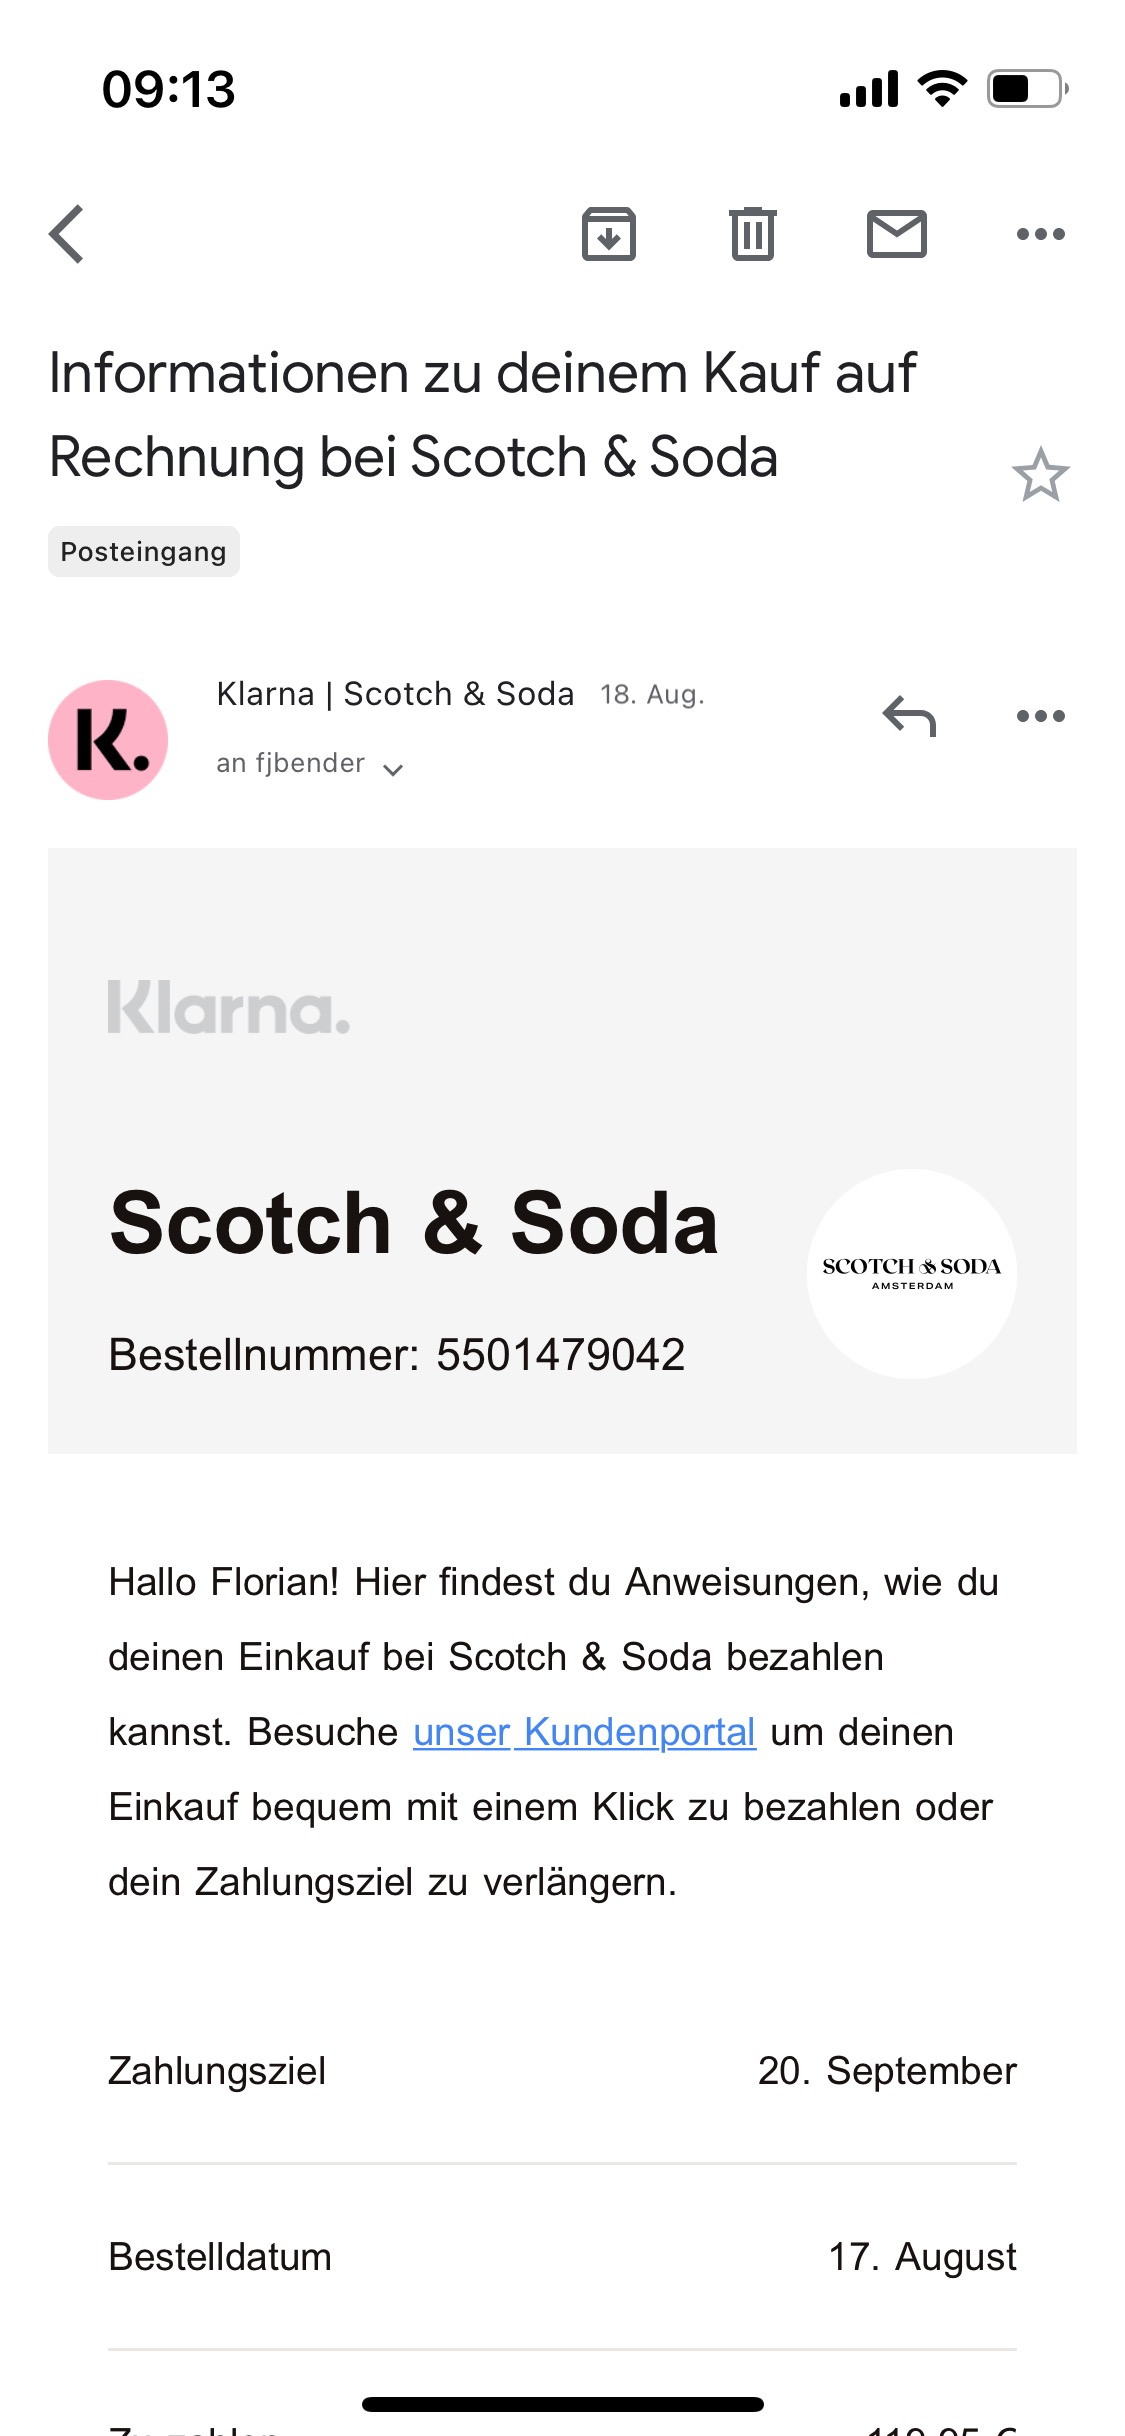 09:13
Informationen zu deinem Kauf auf
Rechnung bei Scotch & Soda
Posteingang
Klarna | Scotch & Soda 18. Aug.
an fjbender
K.
Klarna.
Scotch & Soda
SCOTCH & SODA
AMSTERDAM
Bestellnummer: 5501479042
Hallo Florian! Hier findest du Anweisungen, wie du
deinen Einkauf bei Scotch & Soda bezahlen
kannst. Besuche unser Kundenportal um deinen
Einkauf bequem mit einem Klick zu bezahlen oder
dein Zahlungsziel zu verlängern.
Zahlungsziel 20. September
Bestelldatum 17. August